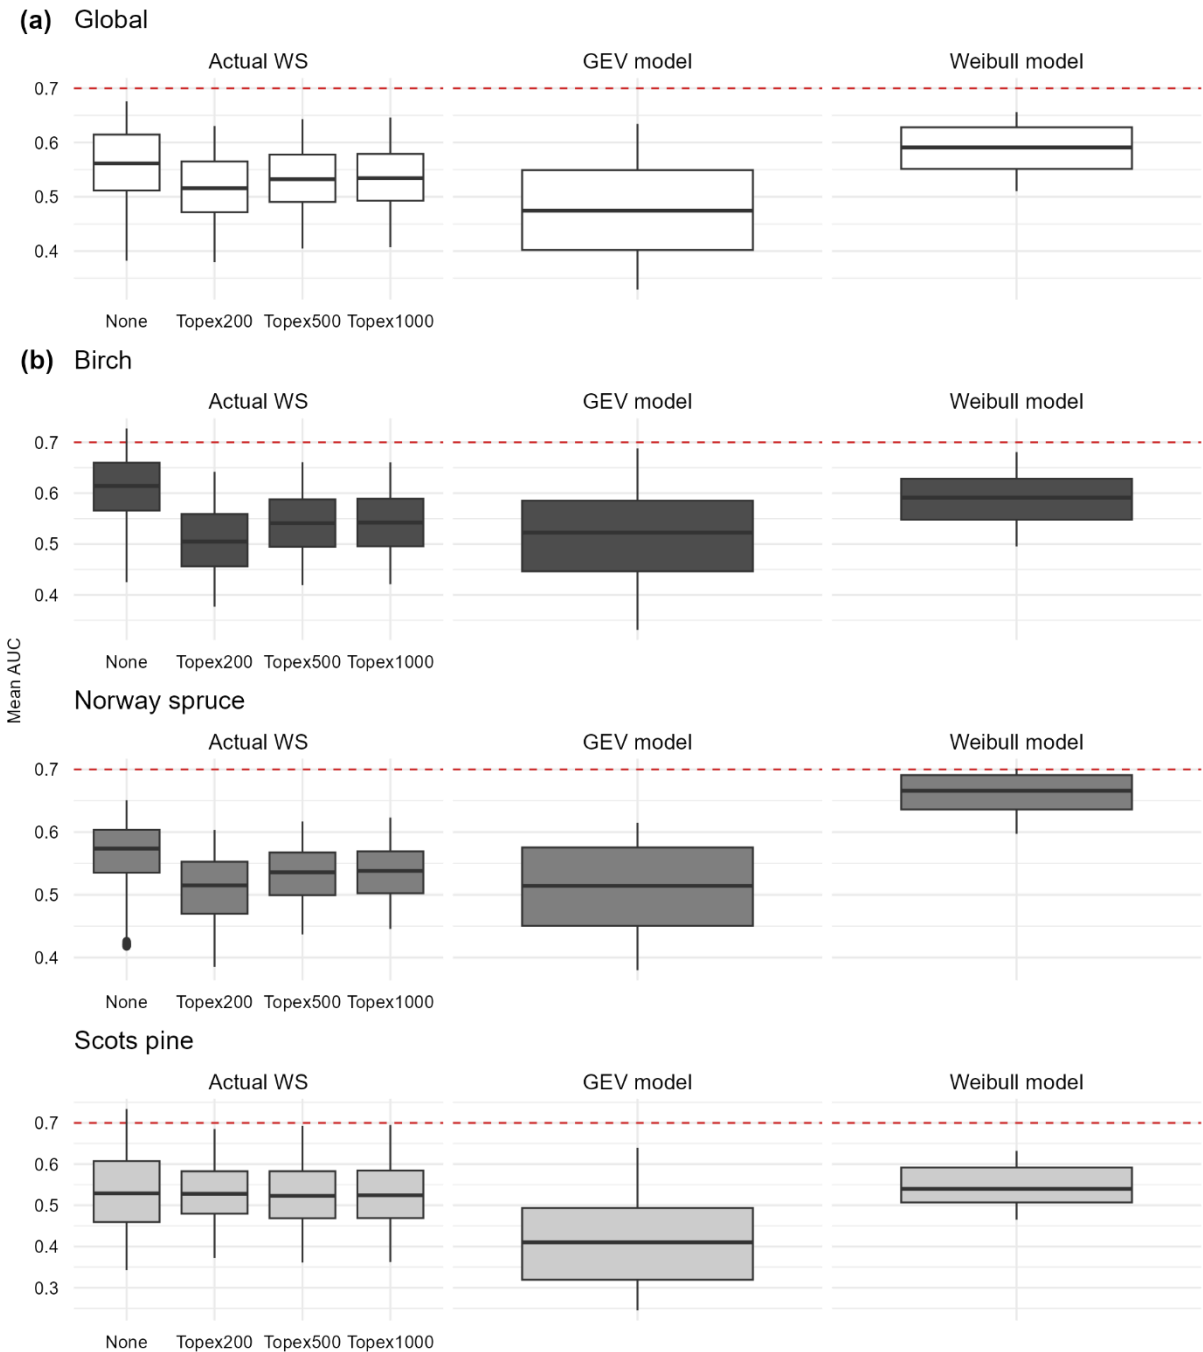 (a) Global
Actual WS GEV model Weibull model
0.7
0.6
0.5
0.4
None Topex200 Topex500 Topex1000
(b) Birch
Actual WS GEV model Weibull model
0.7
0.6
0.5
0.4
None Topex200 Topex500 Topex1000
Mean AUC
Norway spruce
Actual WS GEV model Weibull model
0.7
0.6
0.5
0.4
None Topex200 Topex500 Topex1000
Scots pine
Actual WS GEV model Weibull model
0.7
0.6
0.5
0.4
0.3
None Topex200 Topex500 Topex1000